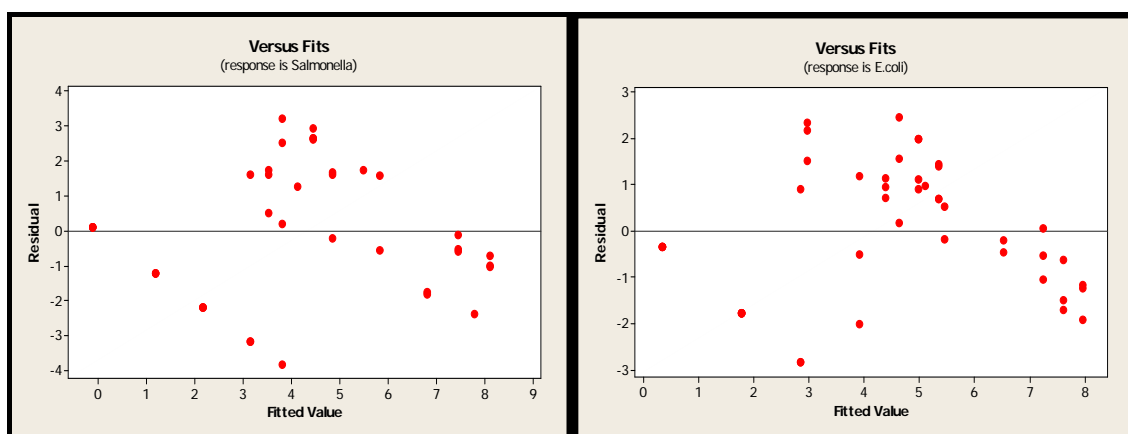 Versus Fits
(response is Salmonella)
Residual
4
3
2
1
0
-1
-2
-3
-4
0 1 2 3 4 5 6 7 8 9
Fitted Value
Versus Fits
(response is E.coli)
Residual
3
2
1
0
-1
-2
-3
0 1 2 3 4 5 6 7 8
Fitted Value